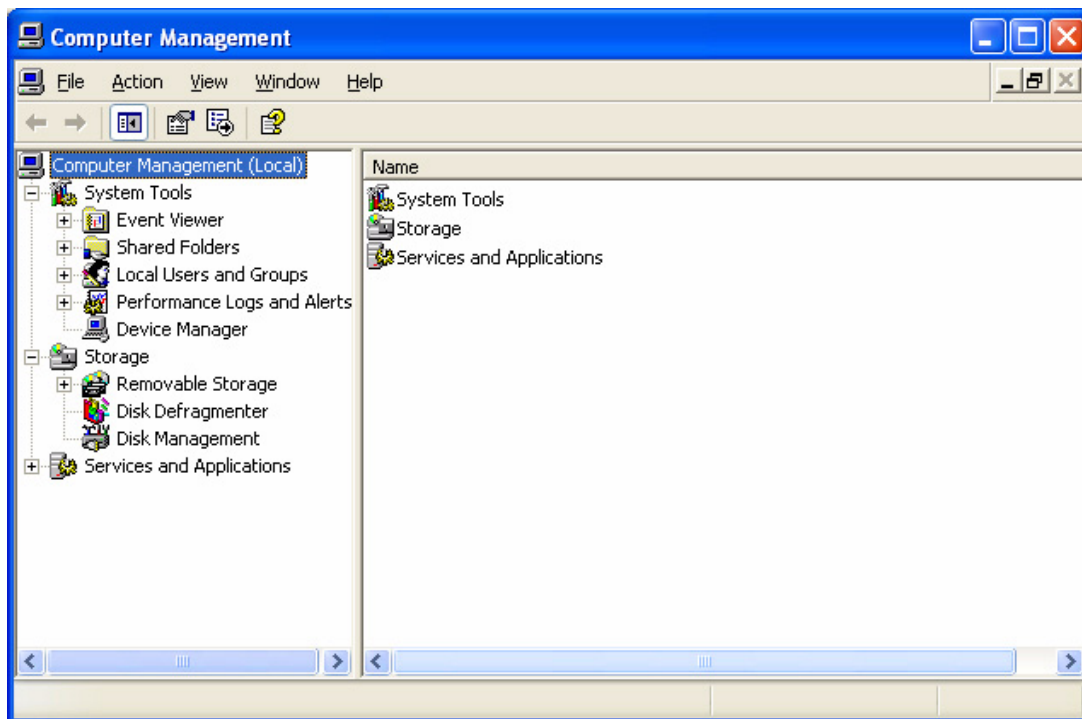 Computer Management
File Action View Window Help
Computer Management (Local)
System Tools
Event Viewer
Shared Folders
Local Users and Groups
Performance Logs and Alerts
Device Manager
Storage
Removable Storage
Disk Defragmenter
Disk Management
Services and Applications
Name
System Tools
Storage
Services and Applications